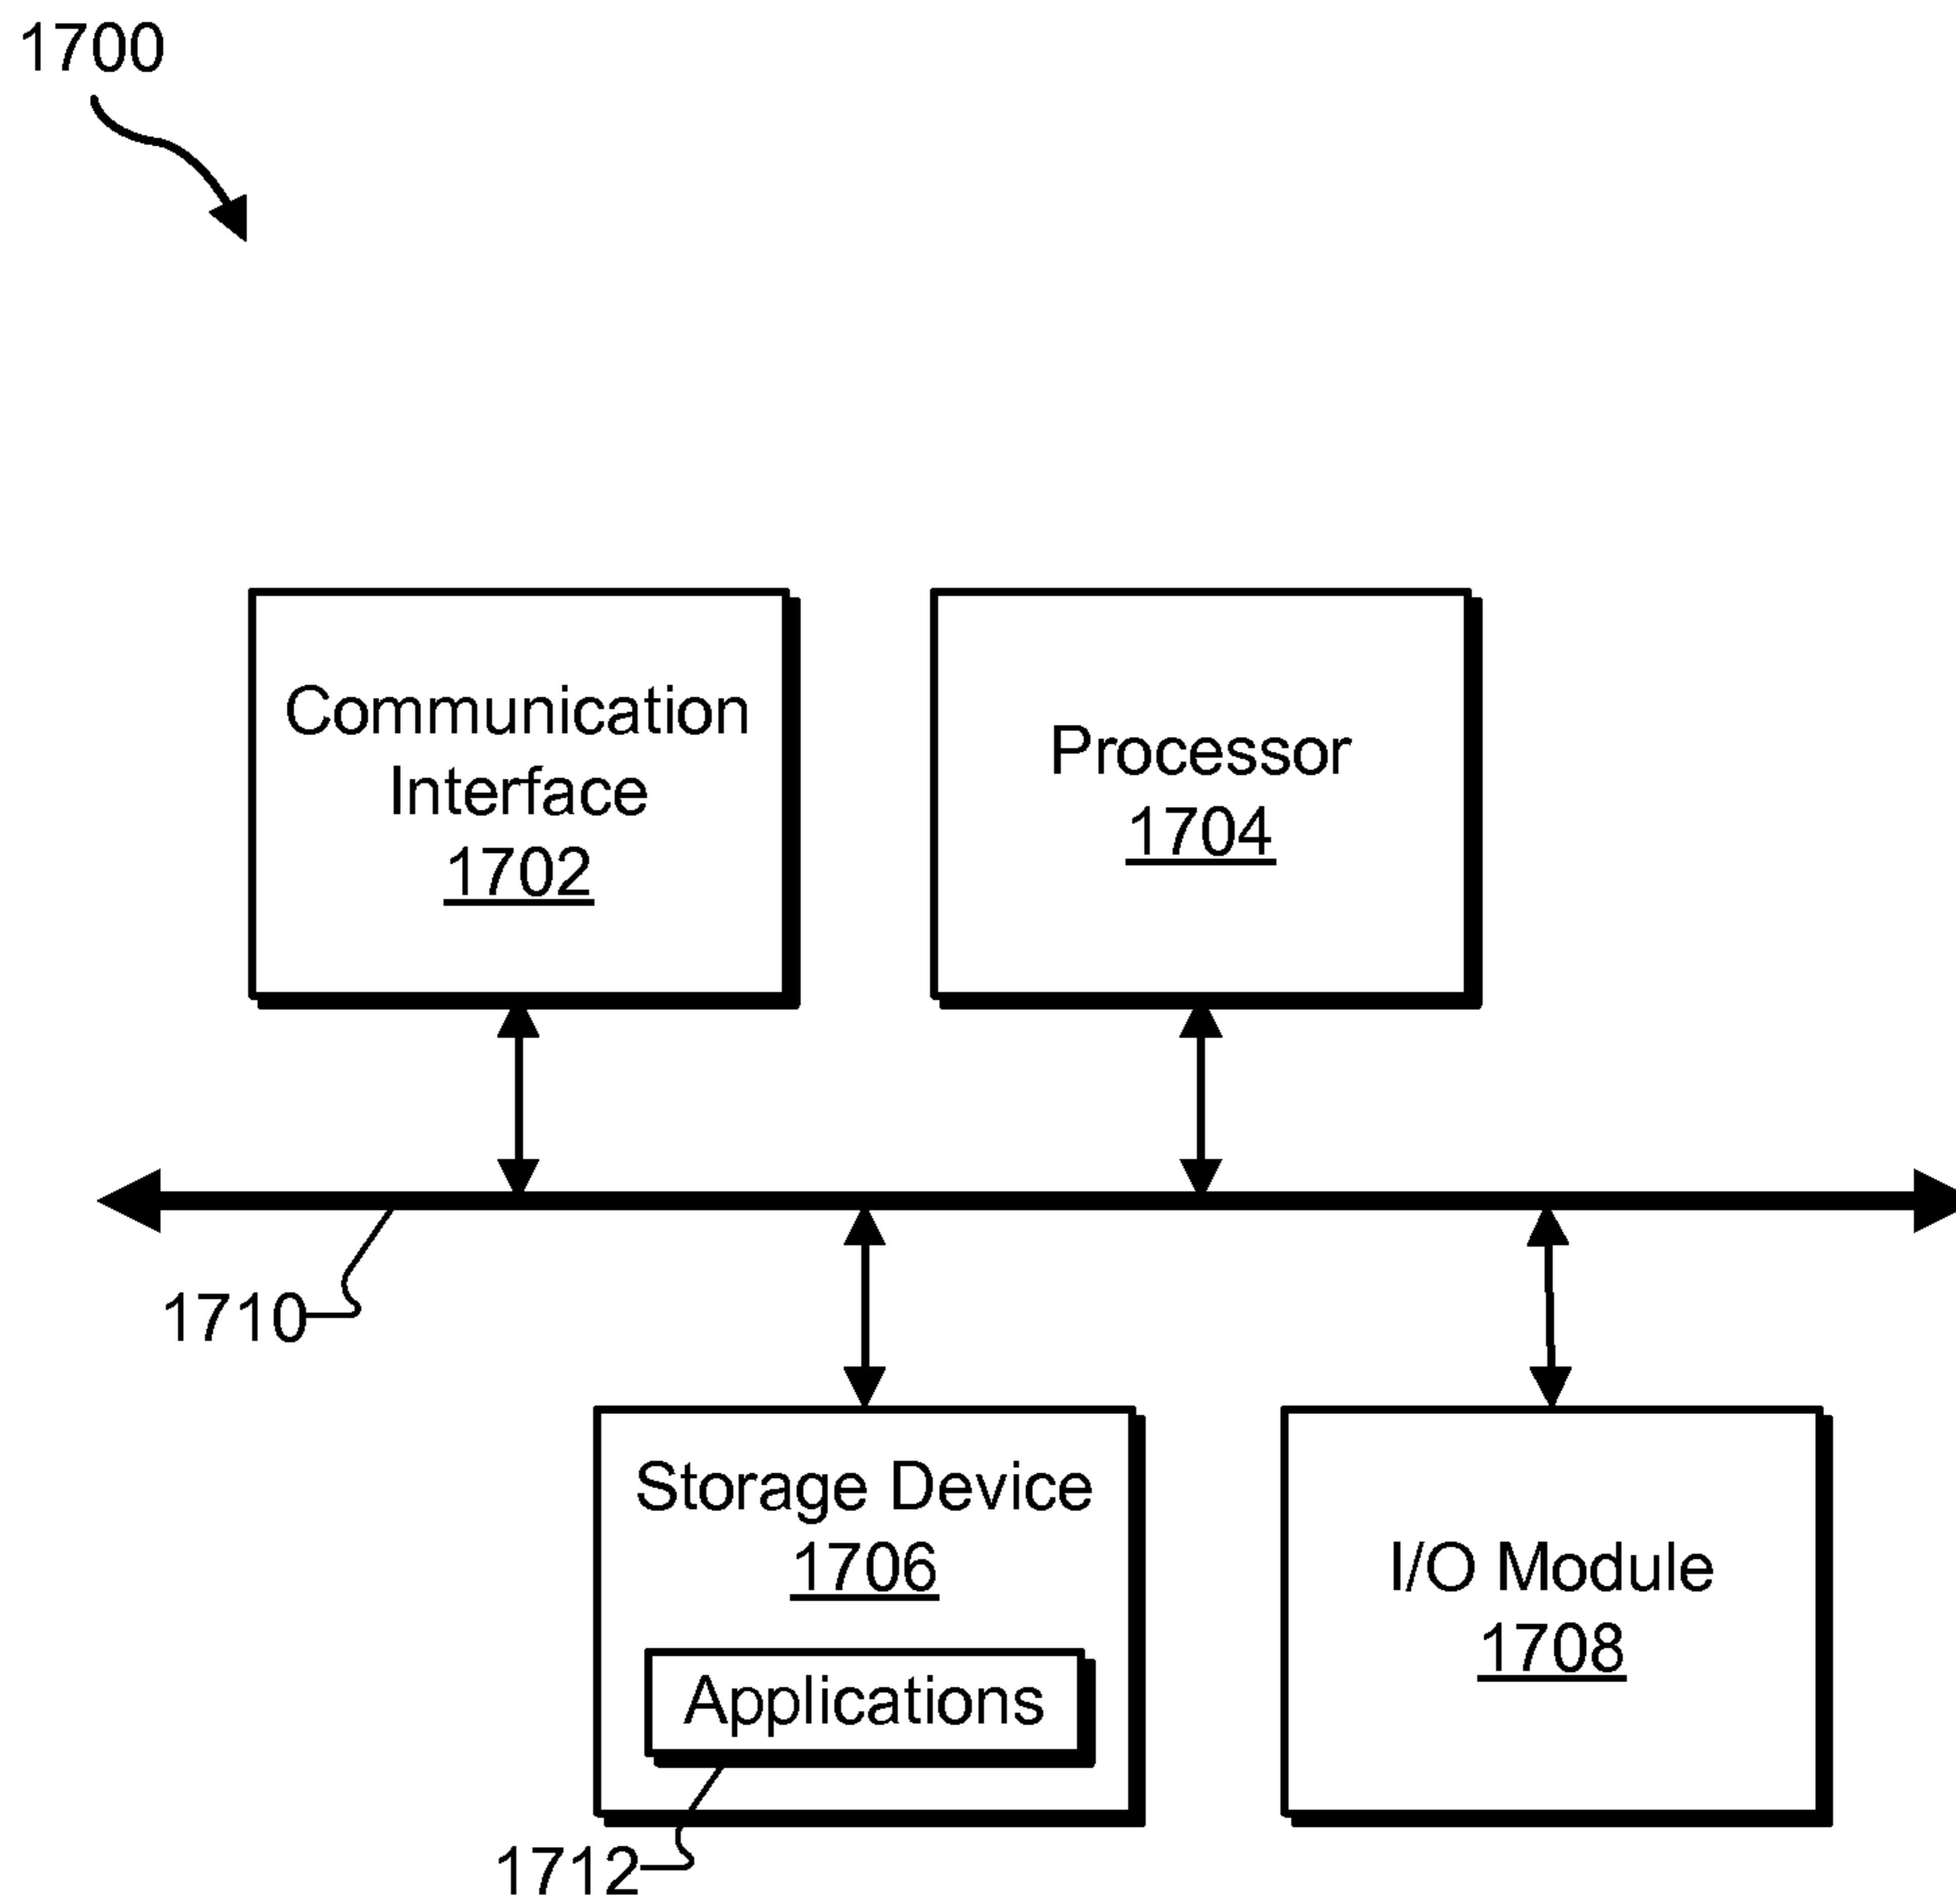 1700
Communication
Interface
1702
Processor
1704
1710
Storage Device
1706
Applications
1712
I/O Module
1708